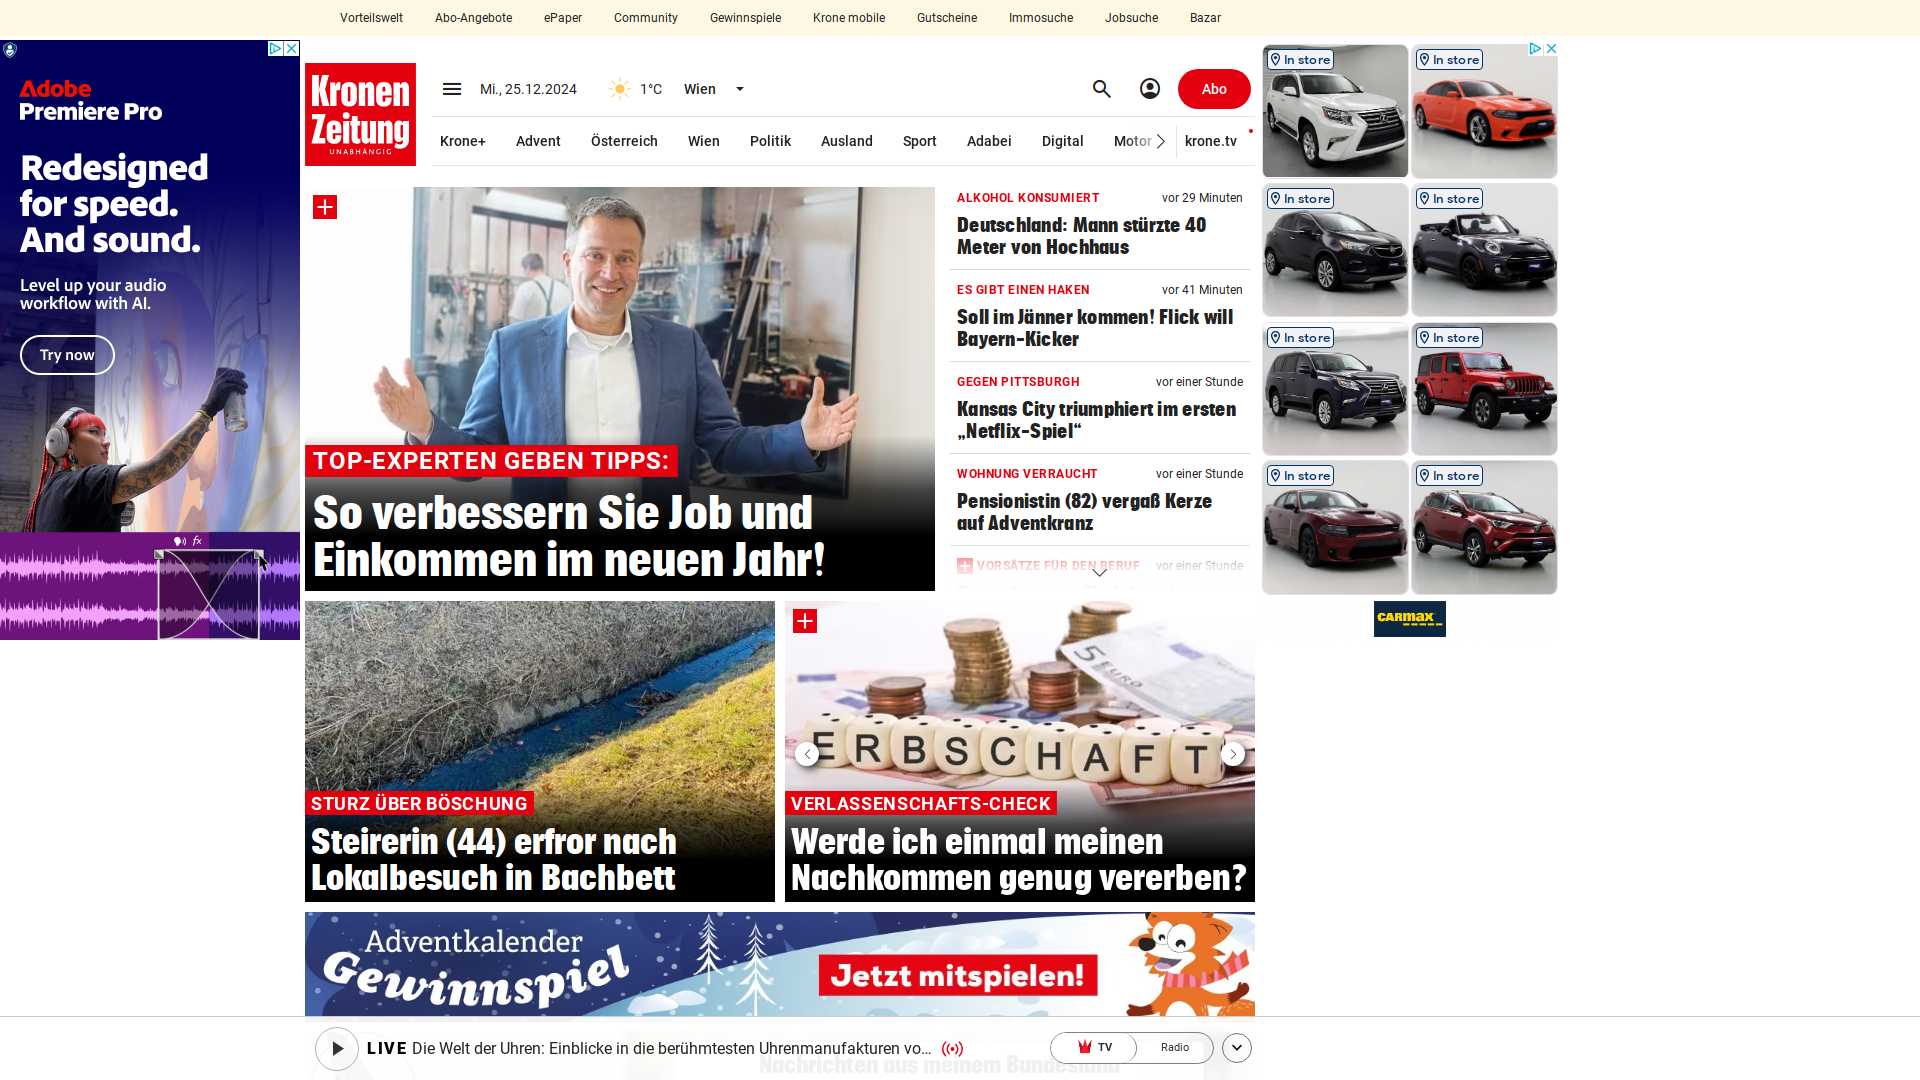 Vorteilswelt
Abo-Angebote
ePaper
Community
Gewinnspiele
Krone mobile
Gutscheine
Immosuche
Jobsuche
Bazar
Adobe
Premiere Pro
Redesigned
for speed.
And sound.
Level up your audio
workflow with AI.
Try now
fx
Kronen
Zeitung
UNABHÄNGIG
Mi., 25.12.2024
1°C
Wien
Abo
Krone+
Advent
Österreich
Wien
Politik
Ausland
Sport
Adabei
Digital
Motor
krone.tv
TOP-EXPERTEN GEBEN TIPPS:
So verbessern Sie Job und
Einkommen im neuen Jahr!
ALKOHOL KONSUMIERT
vor 29 Minuten
Deutschland: Mann stürzte 40
Meter von Hochhaus
ES GIBT EINEN HAKEN
vor 41 Minuten
Soll im Jänner kommen! Flick will
Bayern-Kicker
GEGEN PITTSBURGH
vor einer Stunde
Kansas City triumphiert im ersten
„Netflix-Spiel“
WOHNUNG VERRAUCHT
vor einer Stunde
Pensionistin (82) vergaß Kerze
auf Adventkranz
VORSÄTZE FÜR DEN BERUF
vor einer Stunde
In store
In store
In store
In store
In store
In store
In store
In store
CARMAX
STURZ ÜBER BÖSCHUNG
Steirerin (44) erfror nach
Lokalbesuch in Bachbett
5 EURO
ERBSCHAFT
VERLASSENSCHAFTS-CHECK
Werde ich einmal meinen
Nachkommen genug vererben?
Adventkalender
Gewinnspiel
Jetzt mitspielen!
LIVE Die Welt der Uhren: Einblicke in die berühmtesten Uhrenmanufakturen vo...
TV
Radio
Nachrichten aus meinem Bundesland